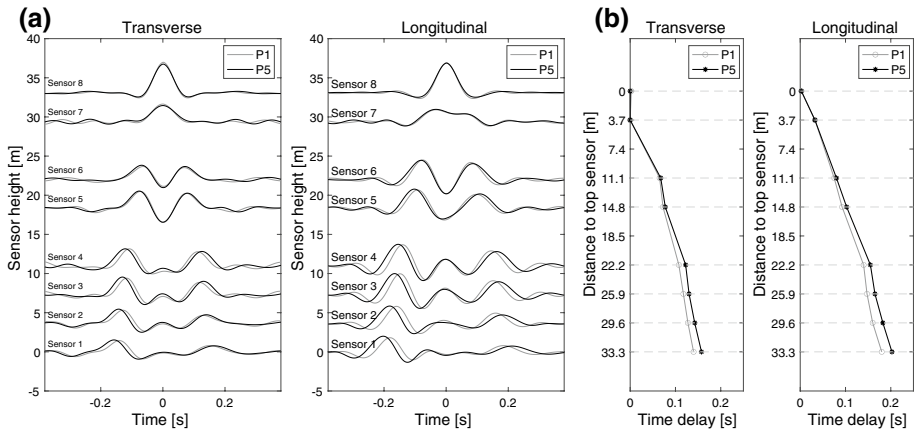 (a)
Transverse
Longitudinal
(b)
Transverse
Longitudinal
Sensor height [m]
40
35
30
25
20
15
10
5
0
-5
P1
P5
Sensor 8
Sensor 7
Sensor 6
Sensor 5
Sensor 4
Sensor 3
Sensor 2
Sensor 1
-0.2
0
0.2
Time [s]
Sensor height [m]
40
35
30
25
20
15
10
5
0
-5
P1
P5
Sensor 8
Sensor 7
Sensor 6
Sensor 5
Sensor 4
Sensor 3
Sensor 2
Sensor 1
-0.2
0
0.2
Time [s]
Distance to top sensor [m]
0
3.7
7.4
11.1
14.8
18.5
22.2
25.9
29.6
33.3
P1
P5
0
0.1
0.2
Time delay [s]
Distance to top sensor [m]
0
3.7
7.4
11.1
14.8
18.5
22.2
25.9
29.6
33.3
P1
P5
0
0.1
0.2
Time delay [s]